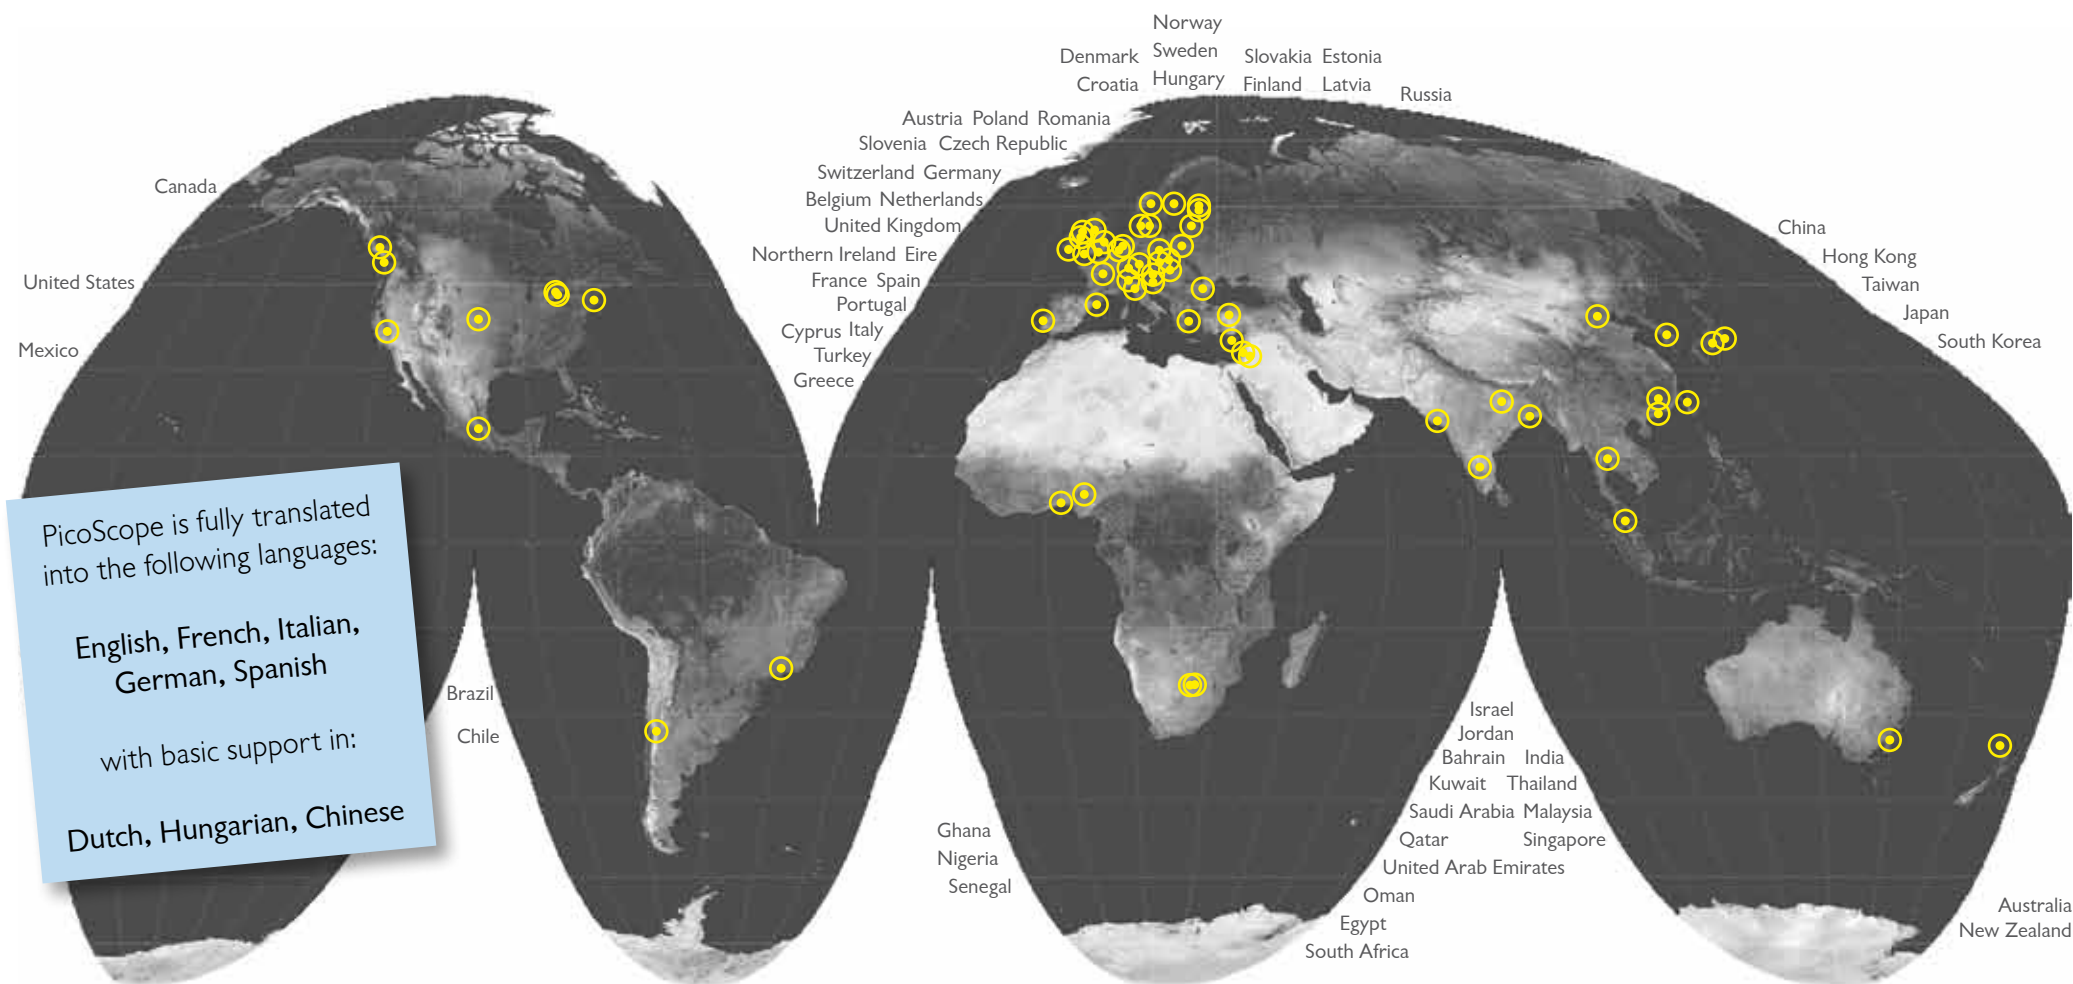 Norway
Denmark Sweden Slovakia Estonia
Croatia Hungary Finland Latvia
Russia
Austria Poland Romania
Slovenia Czech Republic
Switzerland Germany
Canada
Belgium Netherlands
United Kingdom
China
Northern Ireland Eire
Hong Kong
United States
France Spain
Taiwan
Portugal
Japan
Cyprus Italy
South Korea
Mexico
Turkey
Greece
PicoScope is fully translated
into the following languages:
English, French, Italian,
German, Spanish
with basic support in:
Dutch, Hungarian, Chinese
Brazil
Chile
Israel
Jordan
Bahrain India
Kuwait Thailand
Saudi Arabia Malaysia
Qatar Singapore
United Arab Emirates
Oman
Egypt
South Africa
Ghana
Nigeria
Senegal
Australia
New Zealand